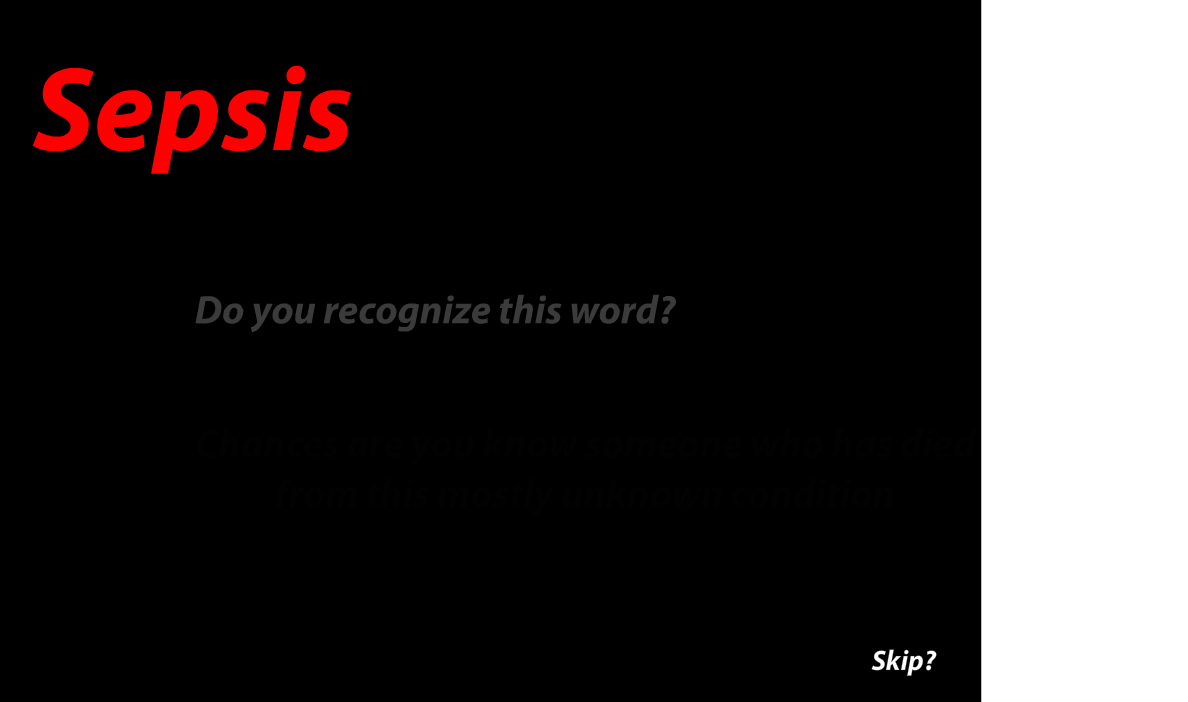 Sepsis
Do you recognize this word?
Chances are you know someone who has died
from this mostly unknown condition
Skip?